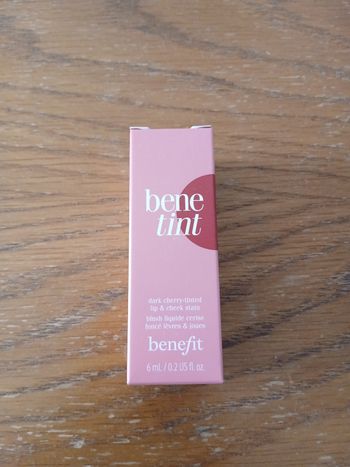 bene
tint
dark cherry-tinted
lip & cheek stain
blush liquide cerise
foncé lèvres & joues
benefit
6 mL / 0.2 US fl. oz.